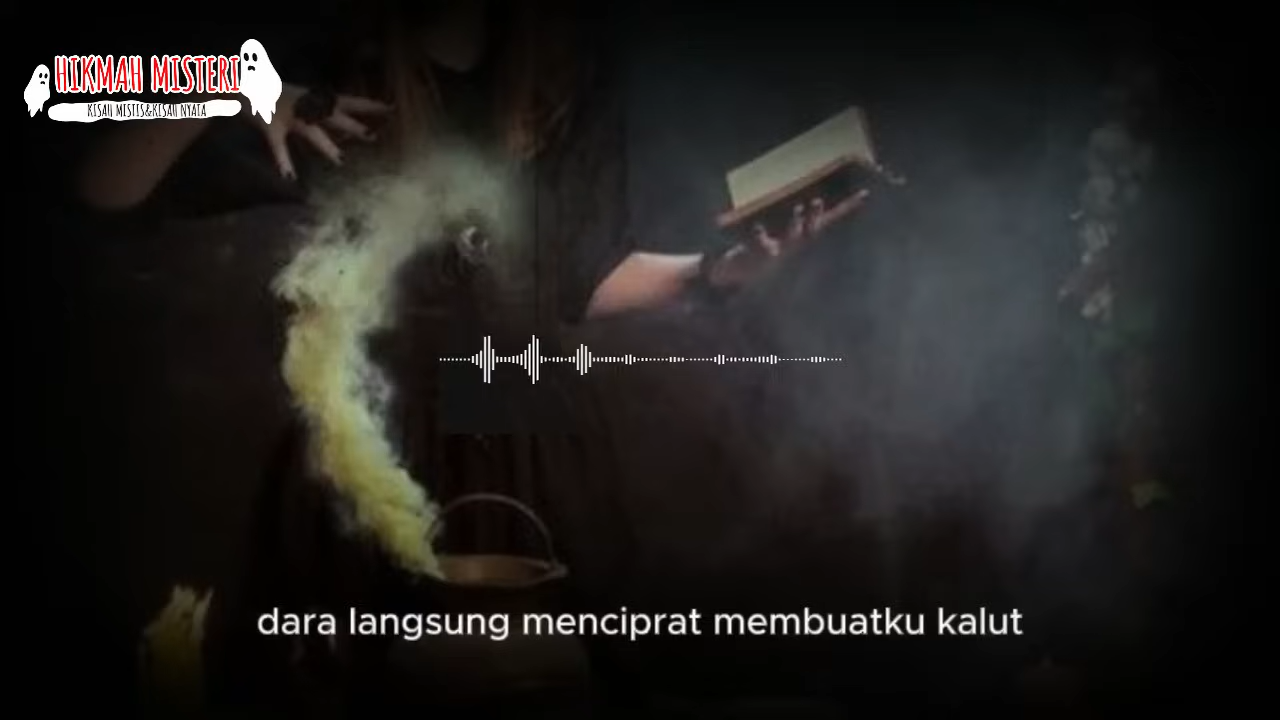 HIKMAH MISTERI
KISAH MISTIS&KISAH NYATA
dara langsung menciprat membuatku kalut